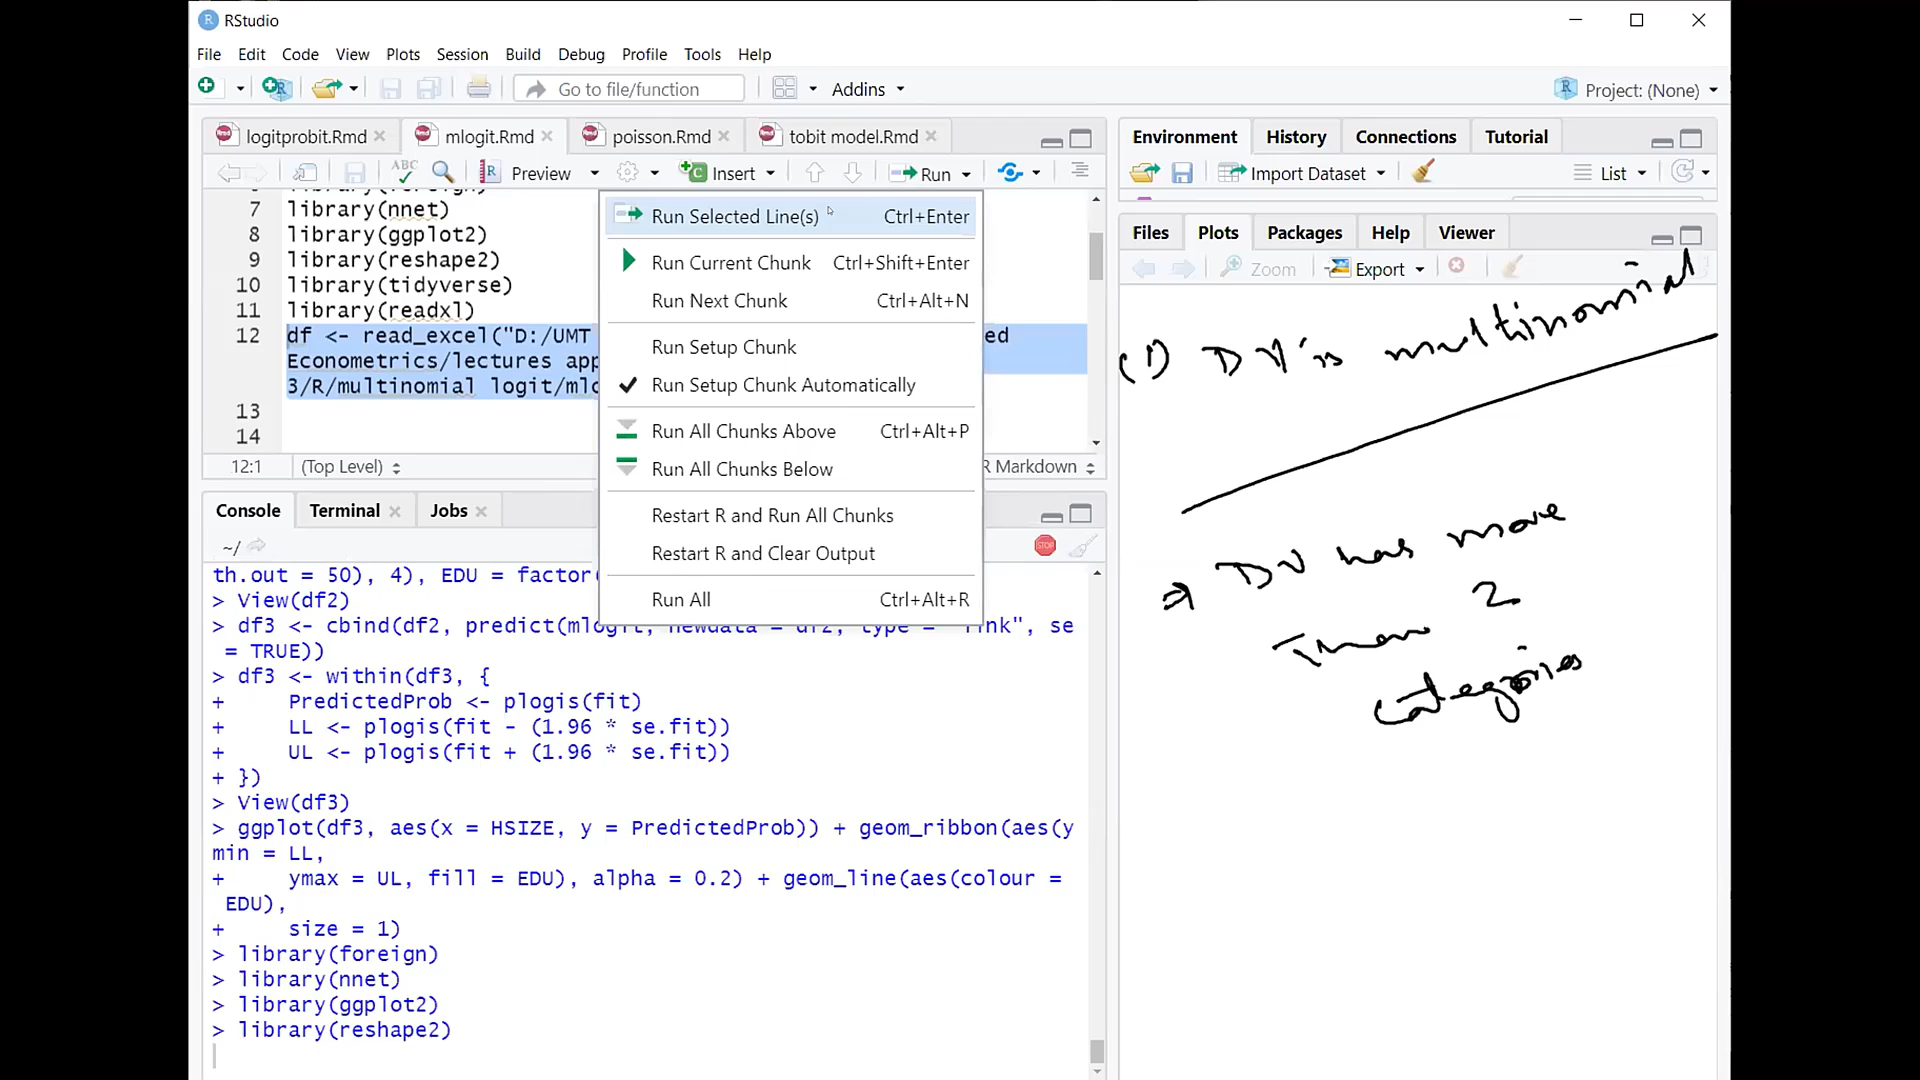 RStudio
File Edit Code View Plots Session Build Debug Profile Tools Help
Go to file/function Addins Project: (None)
logitprobit.Rmd mlogit.Rmd poisson.Rmd tobit model.Rmd
ABC Preview Insert Run
7 library(nnet)
8 library(ggplot2)
9 library(reshape2)
10 library(tidyverse)
11 library(readxl)
12 df <- read_excel("D:/UMT ed
Econometrics/lectures app
3/R/multinomial logit/mlo
13
14
12:1 (Top Level) R Markdown
Run Selected Line(s) Ctrl+Enter
Run Current Chunk Ctrl+Shift+Enter
Run Next Chunk Ctrl+Alt+N
Run Setup Chunk
Run Setup Chunk Automatically
Run All Chunks Above Ctrl+Alt+P
Run All Chunks Below
Restart R and Run All Chunks
Restart R and Clear Output
Run All Ctrl+Alt+R
Console Terminal Jobs
~/ STOP
th.out = 50), 4), EDU = factor(
> View(df2)
> df3 <- cbind(df2, predict(mlogit, newdata = df2, type = "link", se
= TRUE))
> df3 <- within(df3, {
+ PredictedProb <- plogis(fit)
+ LL <- plogis(fit - (1.96 * se.fit))
+ UL <- plogis(fit + (1.96 * se.fit))
+ })
> View(df3)
> ggplot(df3, aes(x = HSIZE, y = PredictedProb)) + geom_ribbon(aes(y
min = LL,
+ ymax = UL, fill = EDU), alpha = 0.2) + geom_line(aes(colour =
EDU),
+ size = 1)
> library(foreign)
> library(nnet)
> library(ggplot2)
> library(reshape2)
Environment History Connections Tutorial
Import Dataset List
Files Plots Packages Help Viewer
Zoom Export
(1) DV is multinomial
⇒ DV has more
Than 2
categories